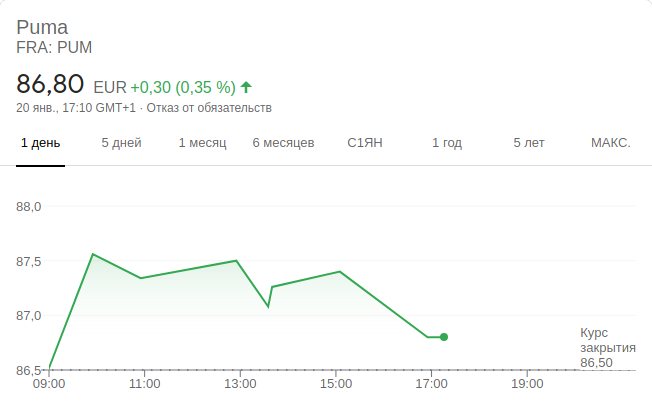 Puma
FRA: PUM
86,80 EUR +0,30 (0,35 %)
20 янв., 17:10 GMT+1 · Отказ от обязательств
1 день 5 дней 1 месяц 6 месяцев С1ЯН 1 год 5 лет МАКС.
88,0
87,5
87,0
86,5
Курс
закрытия
86,50
09:00 11:00 13:00 15:00 17:00 19:00